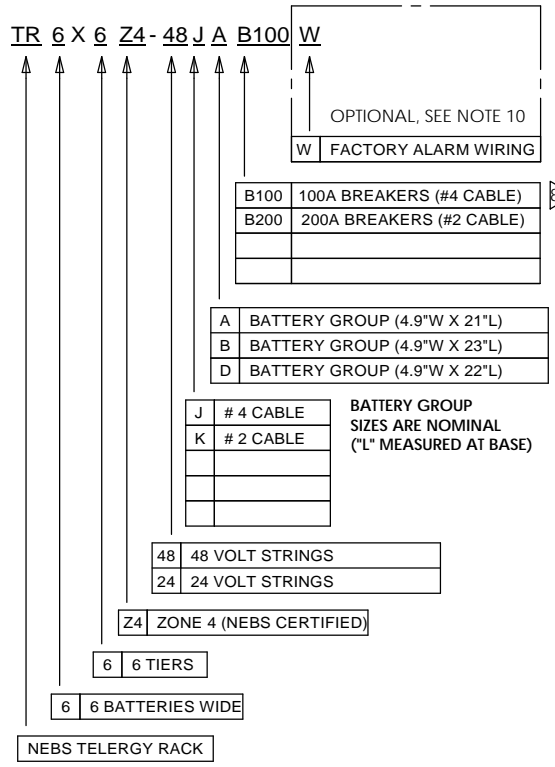 TR 6 X 6 Z4 - 48 J A B100 W
OPTIONAL, SEE NOTE 10
W FACTORY ALARM WIRING
B100 100A BREAKERS (#4 CABLE)
B200 200A BREAKERS (#2 CABLE)
A BATTERY GROUP (4.9"W X 21"L)
B BATTERY GROUP (4.9"W X 23"L)
D BATTERY GROUP (4.9"W X 22"L)
J # 4 CABLE
K # 2 CABLE
BATTERY GROUP
SIZES ARE NOMINAL
("L" MEASURED AT BASE)
48 48 VOLT STRINGS
24 24 VOLT STRINGS
Z4 ZONE 4 (NEBS CERTIFIED)
6 6 TIERS
6 6 BATTERIES WIDE
NEBS TELERGY RACK